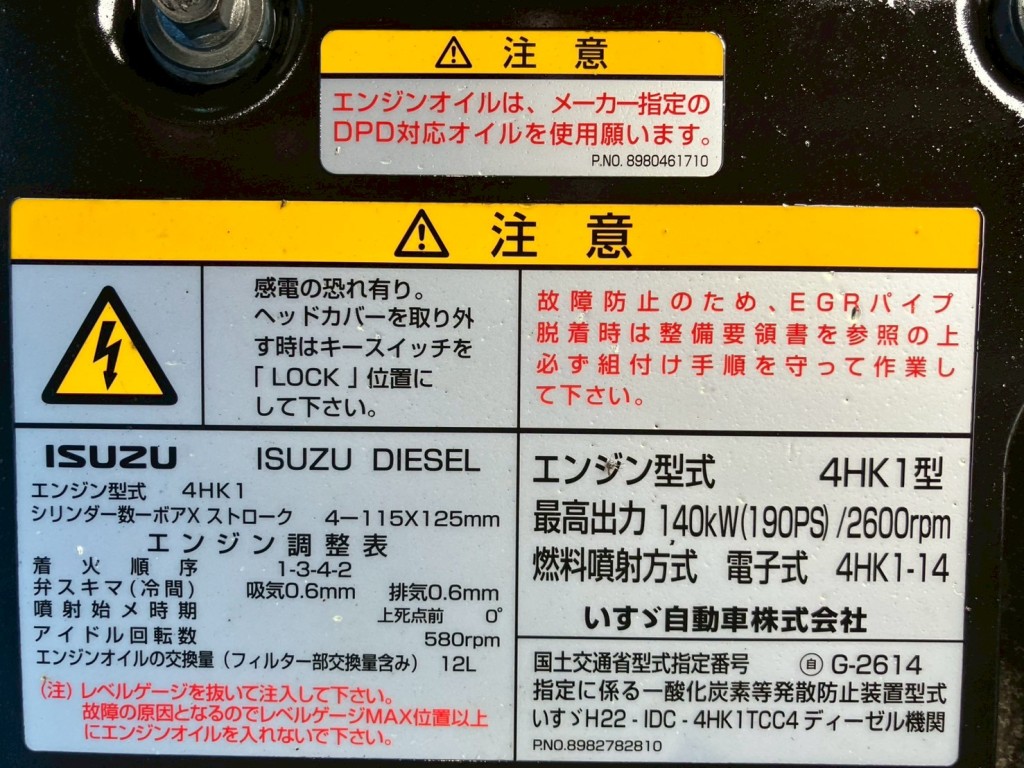 ⚠ 注意
エンジンオイルは、メーカー指定の
DPD対応オイルを使用願います。
P.NO. 8980461710
⚠ 注意
感電の恐れ有り。
ヘッドカバーを取り外
す時はキースイッチを
「LOCK」位置に
して下さい。
故障防止のため、EGRパイプ
脱着時は整備要領書を参照の上
必ず組付け手順を守って作業し
て下さい。
ISUZU ISUZU DIESEL
エンジン型式 4HK1
シリンダー数ーボアX ストローク 4ー115X125mm
エンジン調整表
着火順序 1-3-4-2
弁スキマ(冷間) 吸気0.6mm 排気0.6mm
噴射始メ時期 上死点前 0°
アイドル回転数 580rpm
エンジンオイルの交換量(フィルター部交換量含み) 12L
(注)レベルゲージを抜いて注入して下さい。
故障の原因となるのでレベルゲージMAX位置以上
にエンジンオイルを入れないで下さい。
エンジン型式 4HK1型
最高出力 140kW(190PS)/2600rpm
燃料噴射方式 電子式 4HK1-14
いすゞ自動車株式会社
国土交通省型式指定番号 ㊀自 G-2614
指定に係る一酸化炭素等発散防止装置型式
いすゞH22-IDC-4HK1TCC4ディーゼル機関
P.NO.8982782810